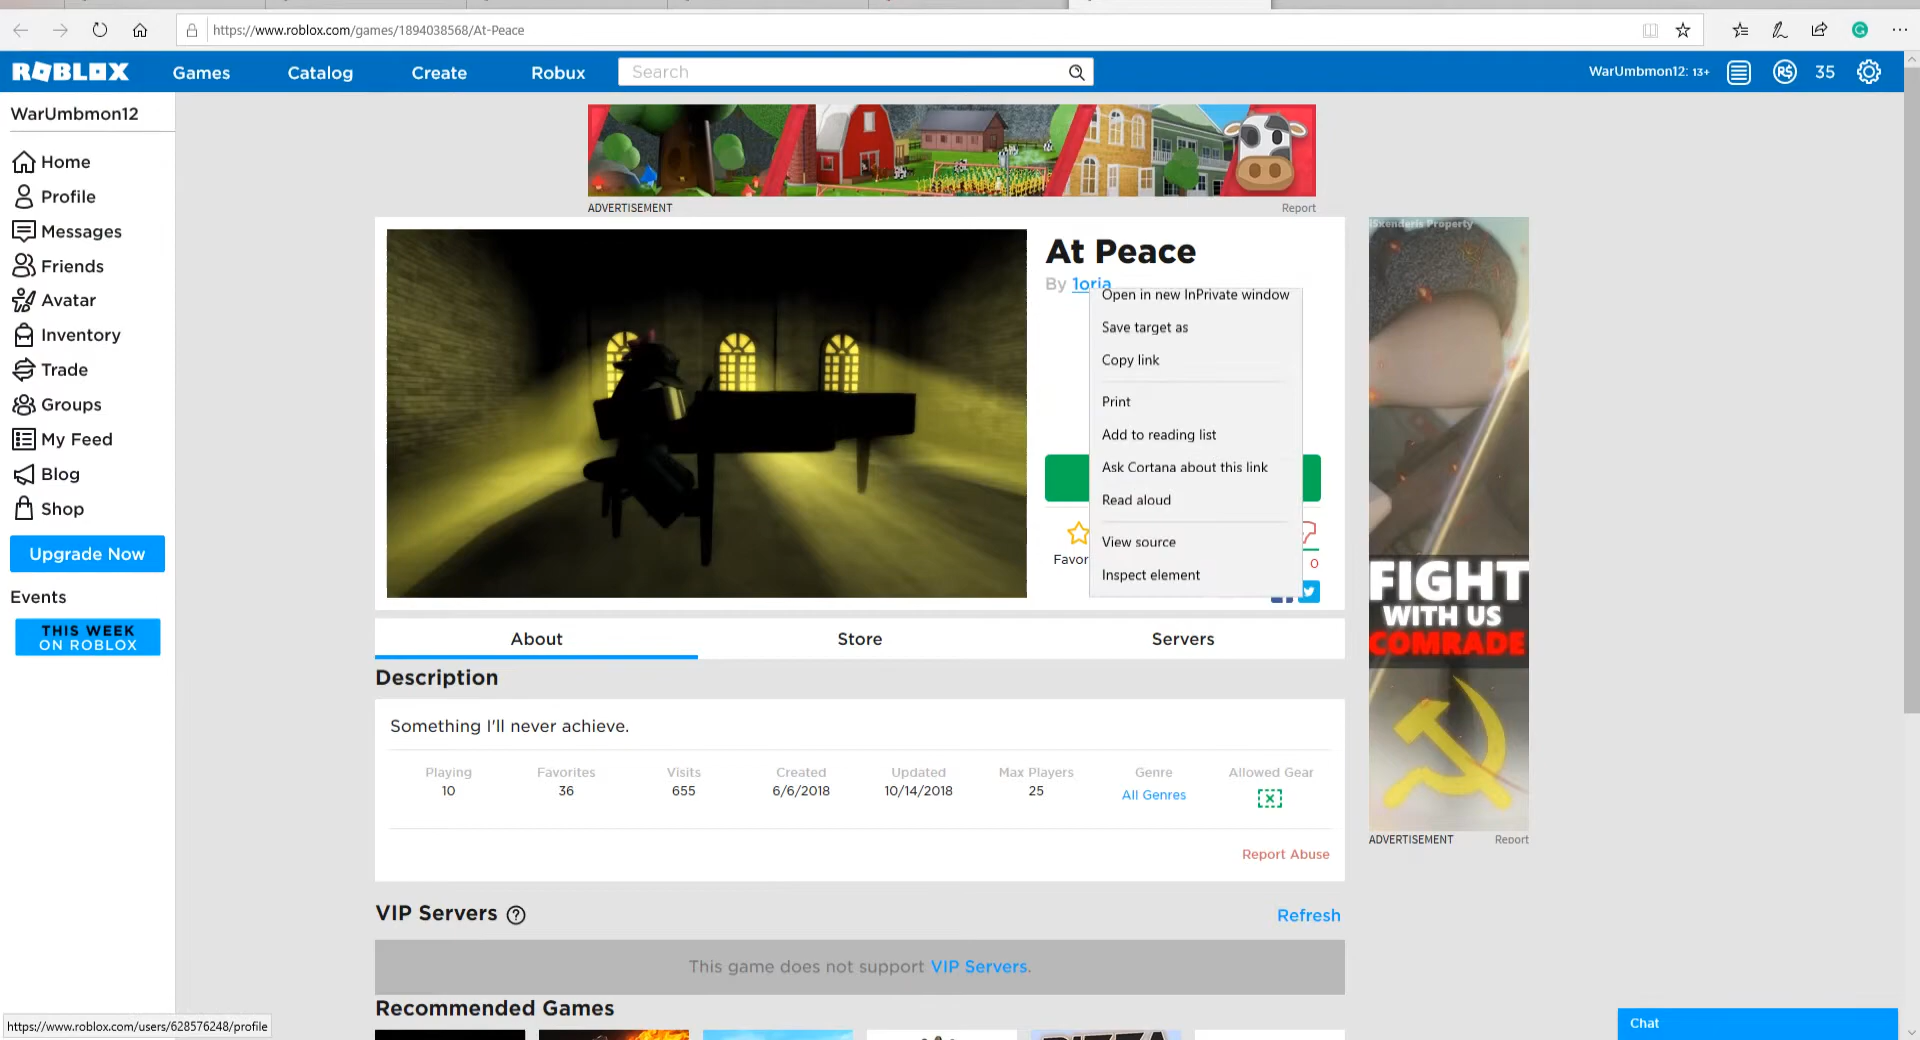 https://www.roblox.com/games/1894038568/At-Peace
ROBLOX
Games
Catalog
Create
Robux
Search
WarUmbmon12: 13+
R$
35
WarUmbmon12
Home
Profile
Messages
Friends
Avatar
Inventory
Trade
Groups
My Feed
Blog
Shop
Upgrade Now
Events
THIS WEEK
ON ROBLOX
ADVERTISEMENT
Report
At Peace
By 1oria
Open in new InPrivate window
Save target as
Copy link
Print
Add to reading list
Ask Cortana about this link
Read aloud
View source
Inspect element
Favor
0
iSxenderis Property
FIGHT
WITH US
COMRADE
ADVERTISEMENT
Report
About
Store
Servers
Description
Something I'll never achieve.
Playing
10
Favorites
36
Visits
655
Created
6/6/2018
Updated
10/14/2018
Max Players
25
Genre
All Genres
Allowed Gear
Report Abuse
VIP Servers
Refresh
This game does not support VIP Servers.
Recommended Games
https://www.roblox.com/users/628576248/profile
Chat